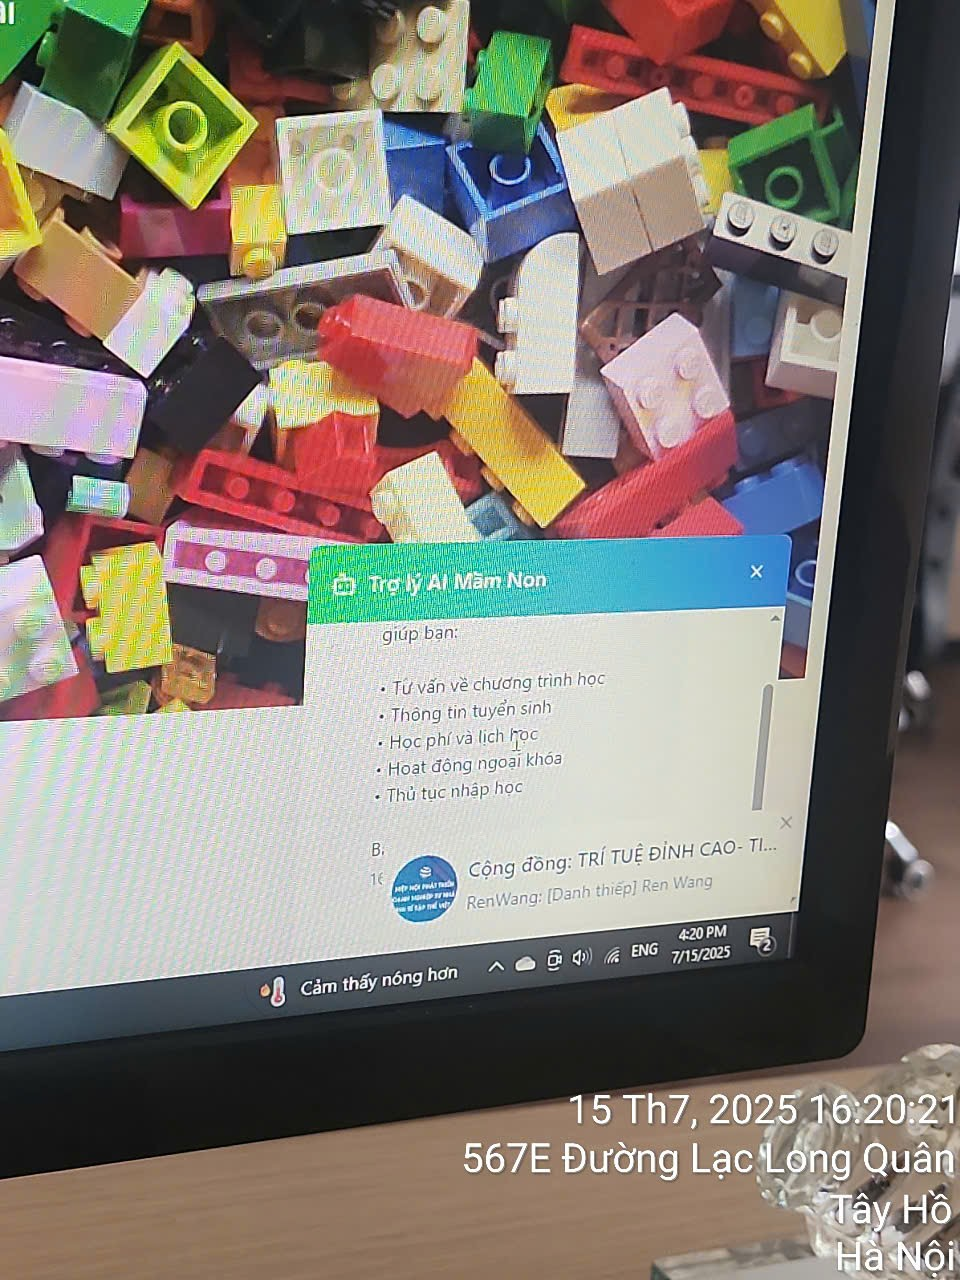 Trợ lý AI Mầm Non
giúp bạn:
• Tư vấn về chương trình học
• Thông tin tuyển sinh
• Học phí và lịch học
• Hoạt động ngoại khóa
• Thủ tục nhập học
Cộng đồng: TRÍ TUỆ ĐỈNH CAO- TI...
RenWang: [Danh thiếp] Ren Wang
Cảm thấy nóng hơn
ENG
4:20 PM
7/15/2025
2
15 Th7, 2025 16:20:21
567E Đường Lạc Long Quân
Tây Hồ
Hà Nội